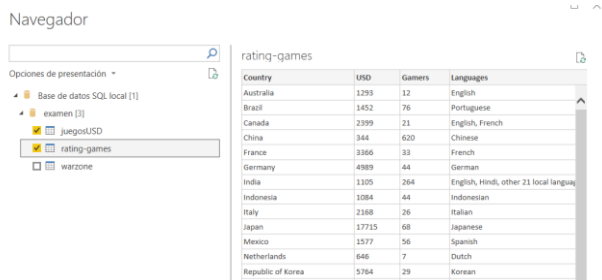 Navegador
Opciones de presentación
Base de datos SQL local [1]
examen [3]
juegosUSD
rating-games
warzone
rating-games
Country USD Gamers Languages
Australia 1293 12 English
Brazil 1452 76 Portuguese
Canada 2399 21 English, French
China 344 620 Chinese
France 3366 33 French
Germany 4989 44 German
India 1105 264 English, Hindi, other 21 local languag
Indonesia 1084 44 Indonesian
Italy 2168 26 Italian
Japan 17715 68 Japanese
Mexico 1577 56 Spanish
Netherlands 646 7 Dutch
Republic of Korea 5764 29 Korean